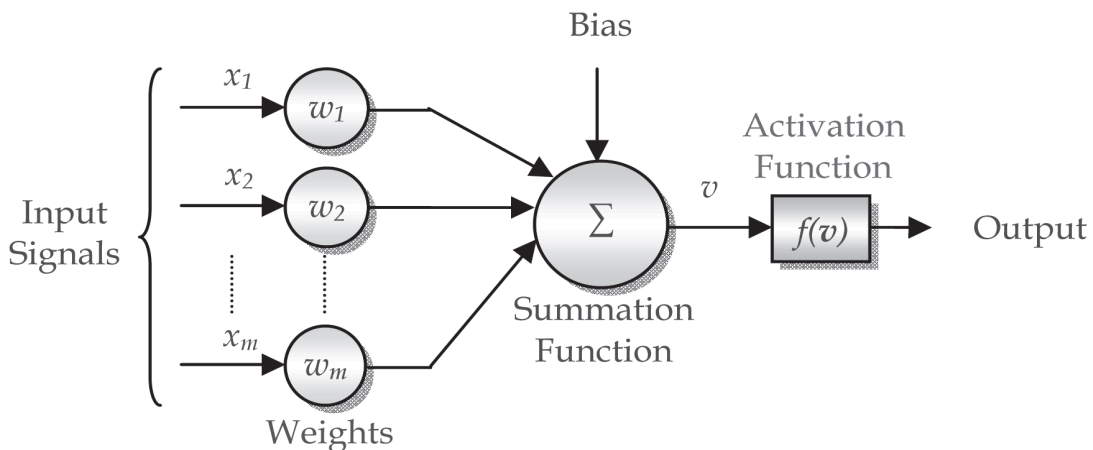 Bias
x1
w1
Activation
Function
x2
w2
Input
Signals
Σ
v
f(v)
Output
Summation
Function
xm
wm
Weights